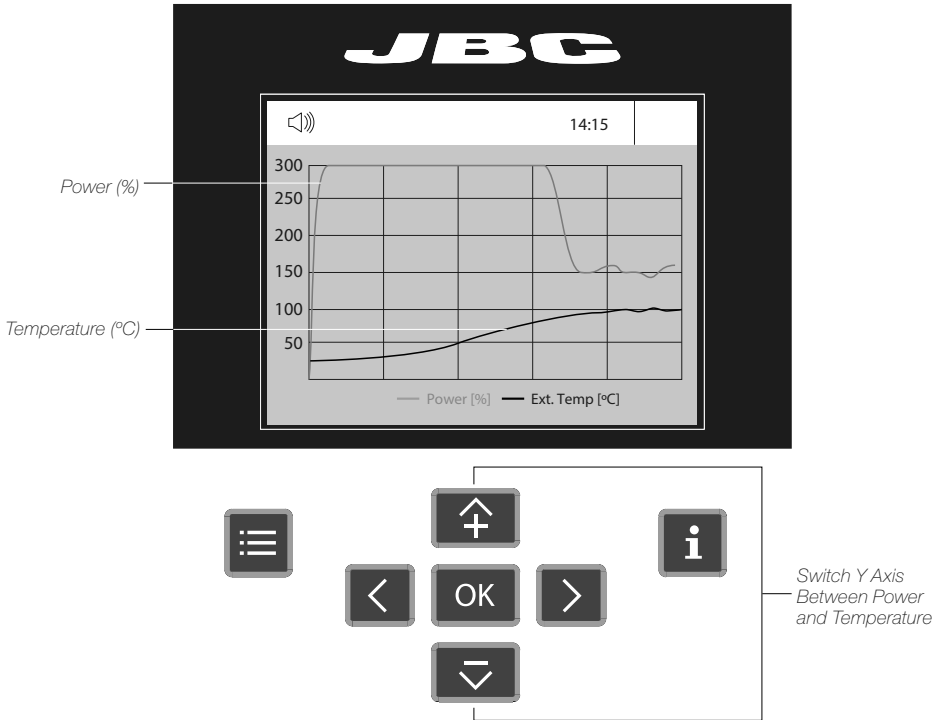 JBC
14:15
300
250
200
150
100
50
Power (%)
Temperature (ºC)
Power [%] Ext. Temp [ºC]
OK
i
Switch Y Axis
Between Power
and Temperature